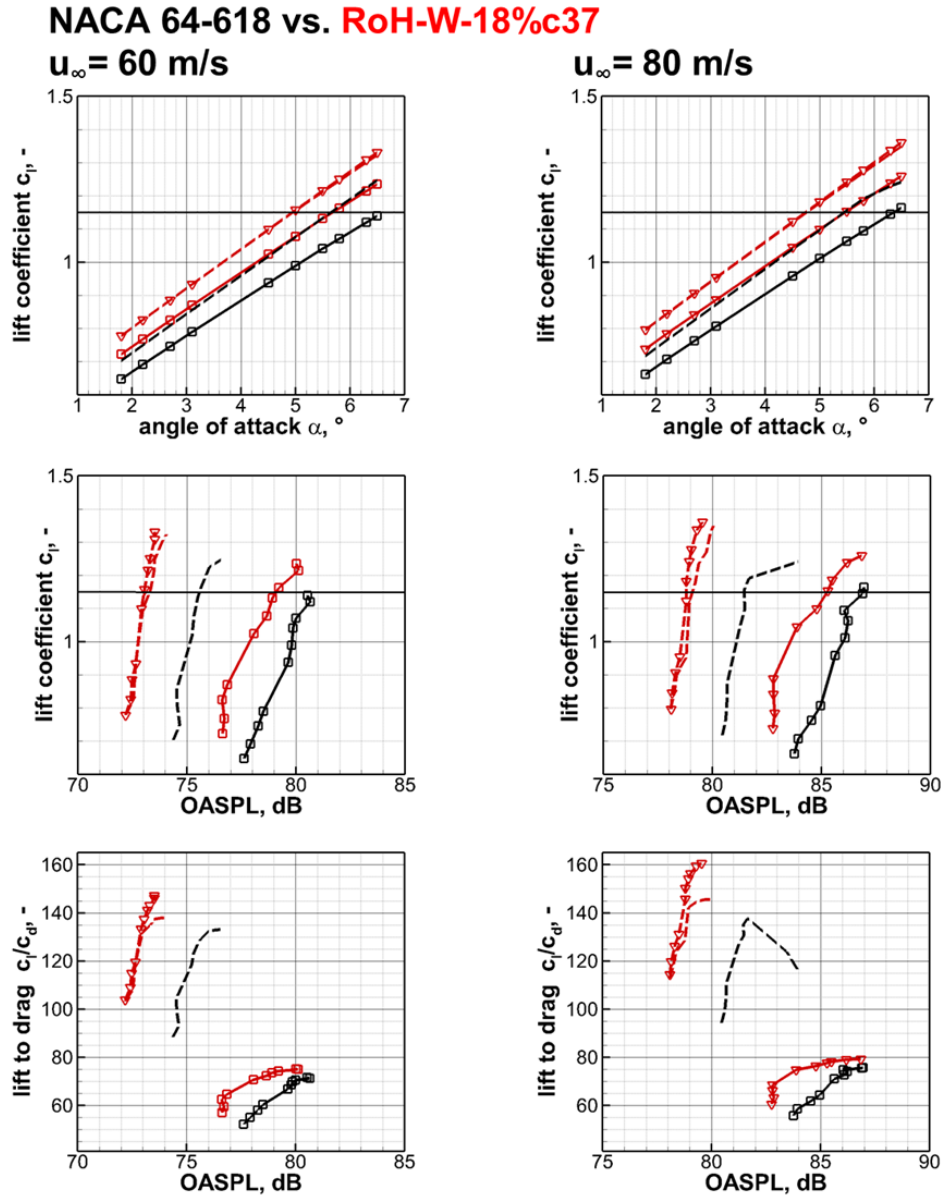 NACA 64-618 vs. RoH-W-18%c37
u∞= 60 m/s
u∞= 80 m/s
1.5
1
lift coefficient cl, -
1 2 3 4 5 6 7
angle of attack α, °
1.5
1
lift coefficient cl, -
1 2 3 4 5 6 7
angle of attack α, °
1.5
1
lift coefficient cl, -
70 75 80 85
OASPL, dB
1.5
1
lift coefficient cl, -
75 80 85 90
OASPL, dB
160
140
120
100
80
60
lift to drag cl/cd, -
70 75 80 85
OASPL, dB
160
140
120
100
80
60
lift to drag cl/cd, -
75 80 85 90
OASPL, dB